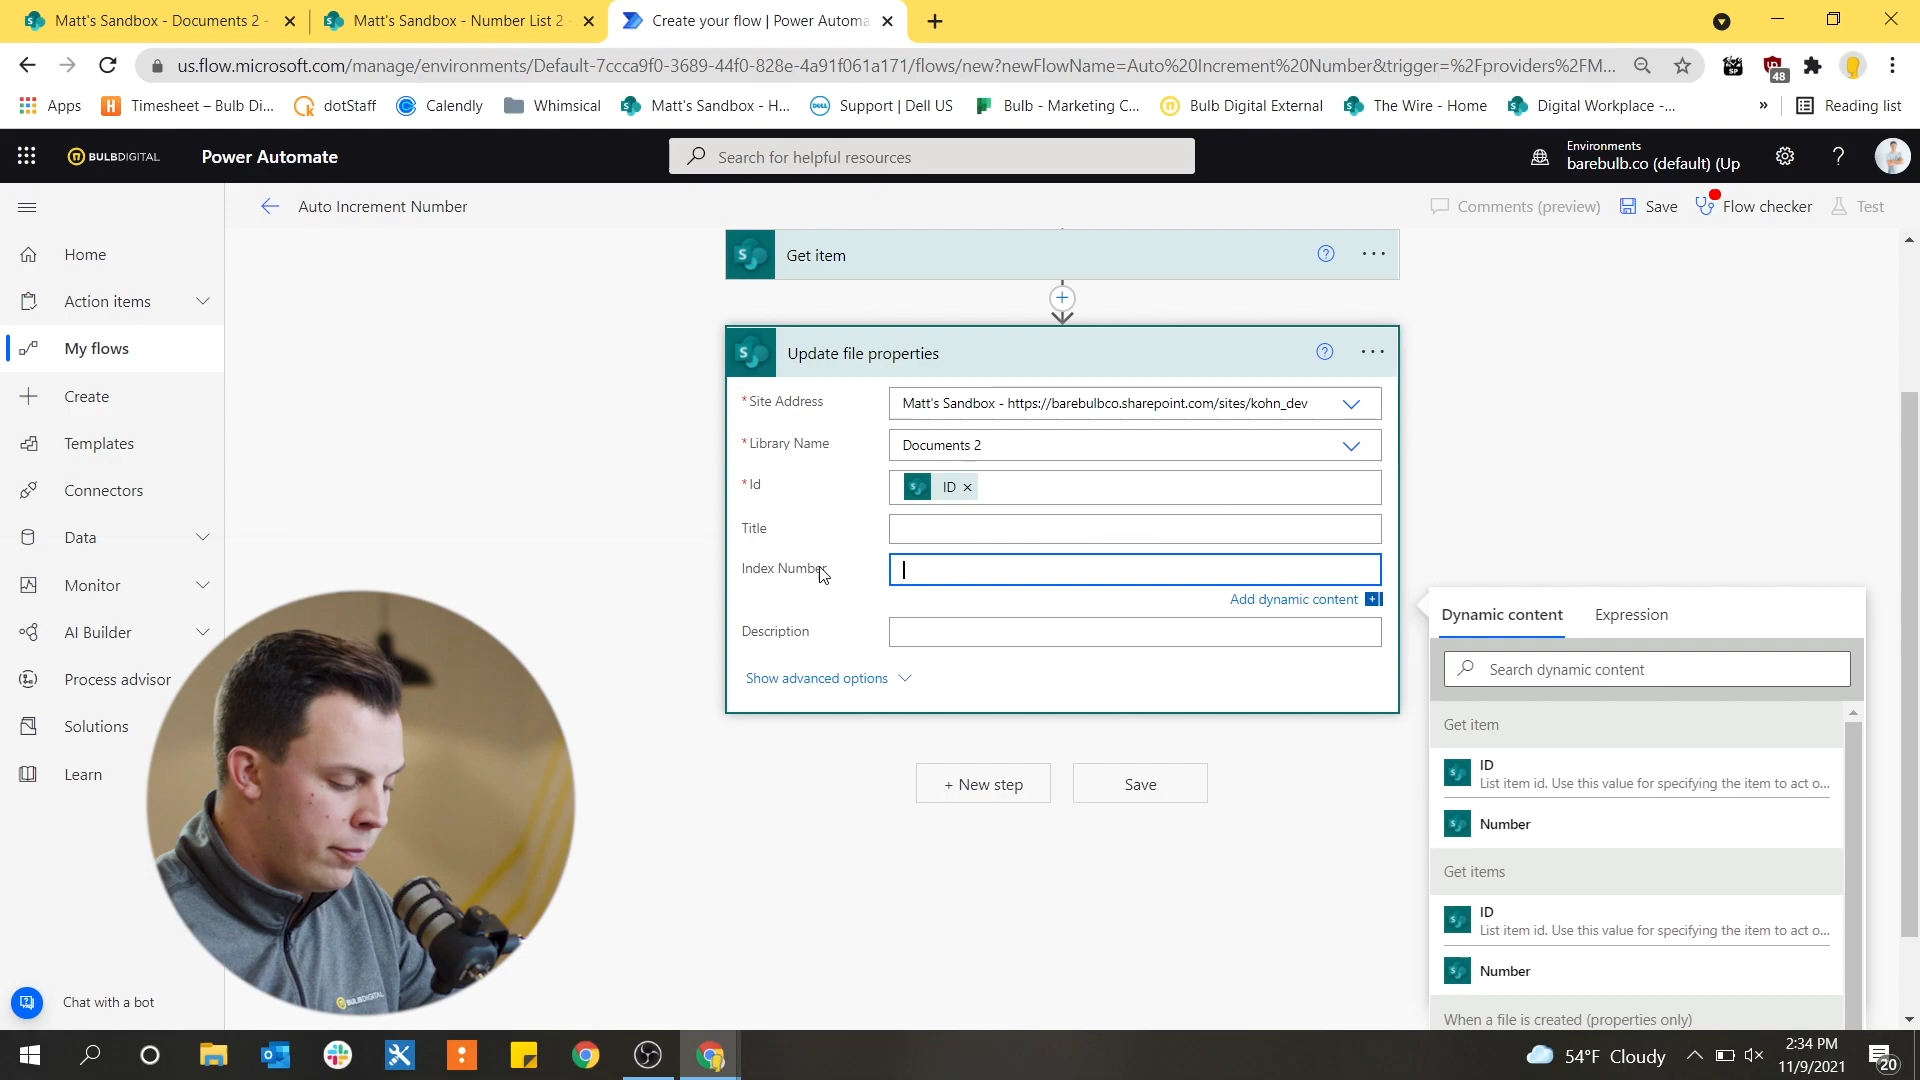 Matt's Sandbox - Documents 2 -
Matt's Sandbox - Number List 2 -
Create your flow | Power Automa
us.flow.microsoft.com/manage/environments/Default-7ccca9f0-3689-44f0-828e-4a91f061a171/flows/new?newFlowName=Auto%20Increment%20Number&trigger=%2Fproviders%2FM...
48
Apps
Timesheet – Bulb Di...
dotStaff
Calendly
Whimsical
Matt's Sandbox - H...
Support | Dell US
Bulb - Marketing C...
Bulb Digital External
The Wire - Home
Digital Workplace -...
»
Reading list
BULBDIGITAL
Power Automate
Search for helpful resources
Environments
barebulb.co (default) (Up
Auto Increment Number
Comments (preview)
Save
Flow checker
Test
Home
Action items
My flows
Create
Templates
Connectors
Data
Monitor
AI Builder
Process advisor
Solutions
Learn
Chat with a bot
Get item
Update file properties
* Site Address
Matt's Sandbox - https://barebulbco.sharepoint.com/sites/kohn_dev
* Library Name
Documents 2
* Id
ID
Title
Index Number
Add dynamic content
Description
Show advanced options
+ New step
Save
Dynamic content
Expression
Search dynamic content
Get item
ID
List item id. Use this value for specifying the item to act o...
Number
Get items
ID
List item id. Use this value for specifying the item to act o...
Number
When a file is created (properties only)
BULBDIGITAL
54°F Cloudy
2:34 PM
11/9/2021
20